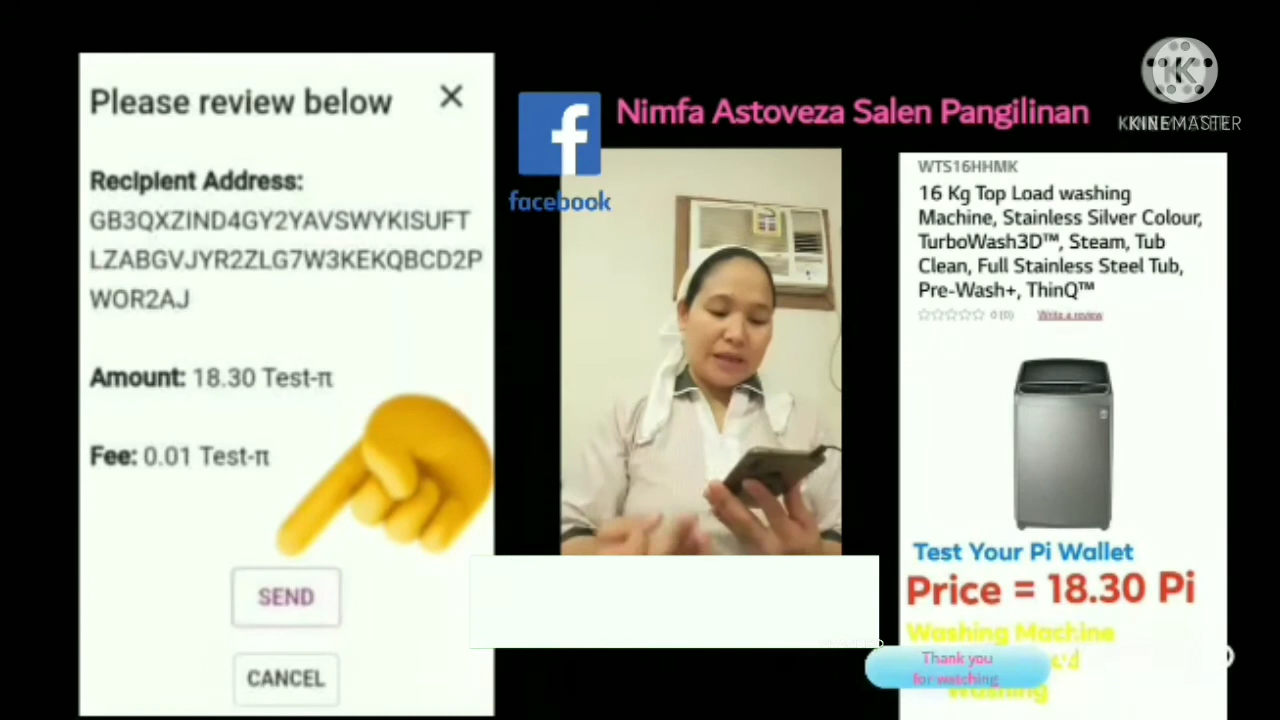 Please review below
Recipient Address:
GB3QXZIND4GY2YAVSWYKISUFT
LZABGVJYR2ZLG7W3KEKQBCD2P
WOR2AJ
Amount: 18.30 Test-π
Fee: 0.01 Test-π
SEND
CANCEL
facebook
Nimfa Astoveza Salen Pangilinan
KINEMASTER
WTS16HHMK
16 Kg Top Load washing
Machine, Stainless Silver Colour,
TurboWash3D™, Steam, Tub
Clean, Full Stainless Steel Tub,
Pre-Wash+, ThinQ™
0 (0) Write a review
Test Your Pi Wallet
Price = 18.30 Pi
Washing Machine
Thank you
for watching
Washing